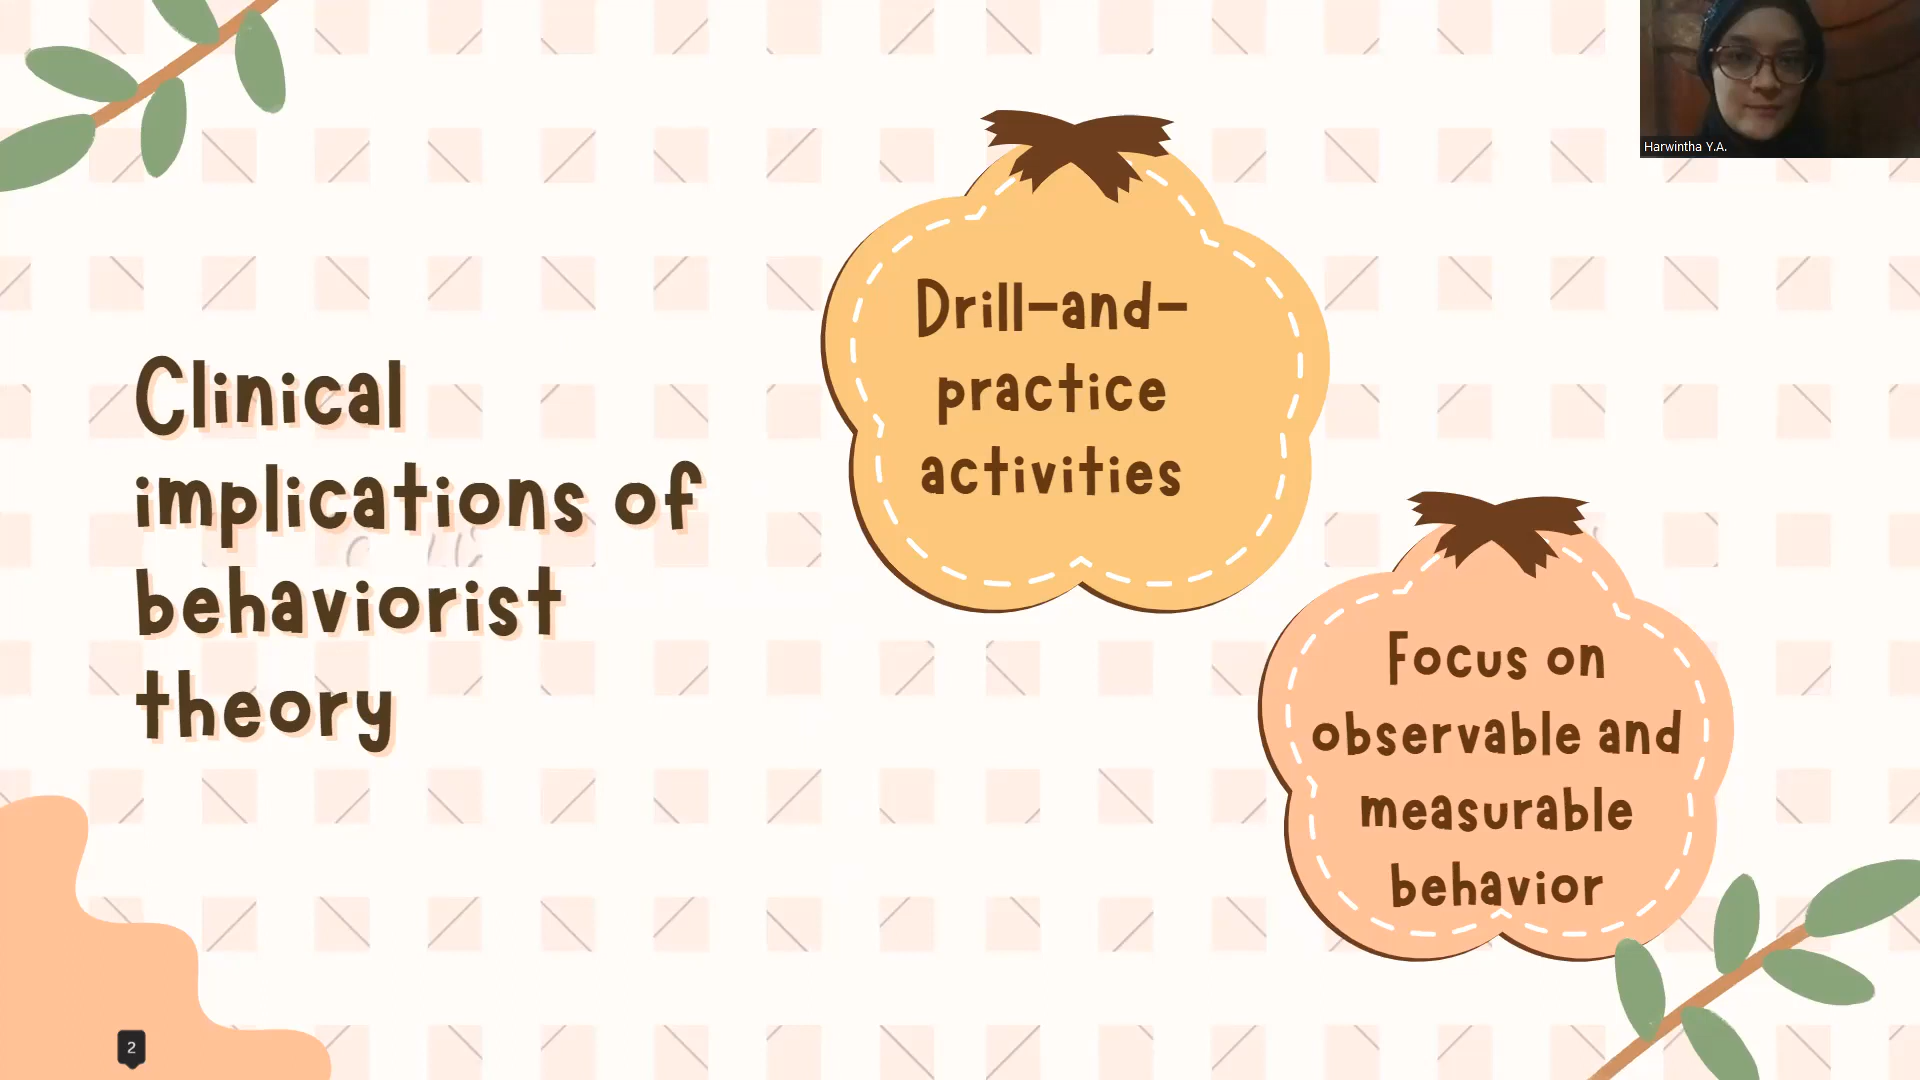 Clinical
implications of
behaviorist
theory
Drill-and-
practice
activities
Focus on
observable and
measurable
behavior
Harwintha Y.A.
2